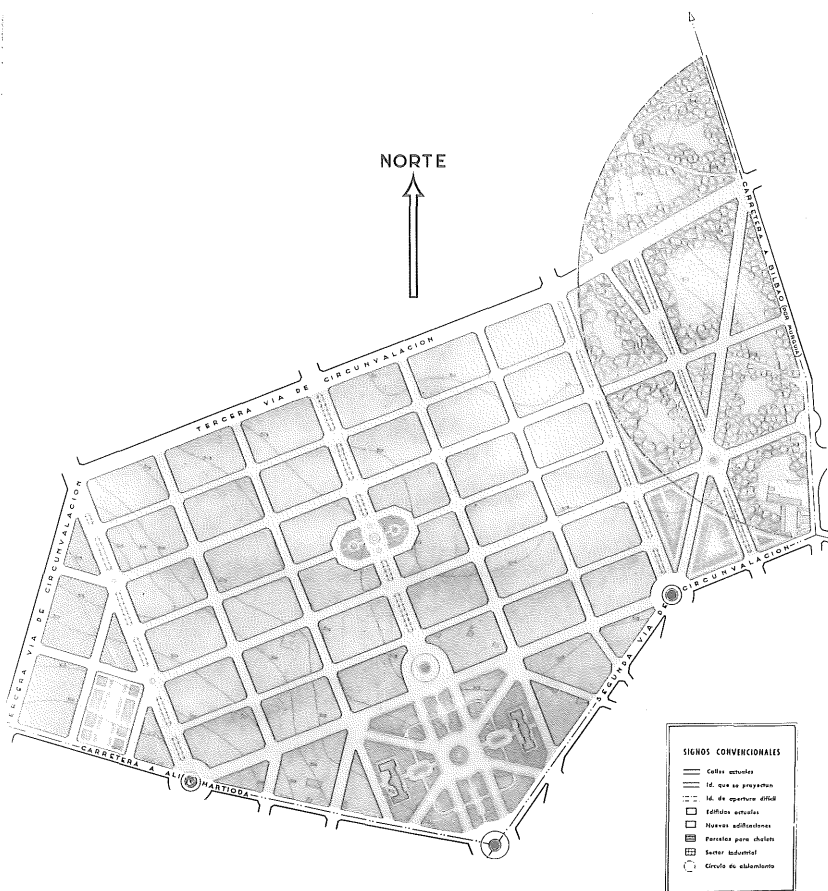 NORTE
CARRETERA A BILBAO (POR MURGUIA)
TERCERA VIA DE CIRCUNVALACION
TERCERA VIA DE CIRCUNVALACION
SEGUNDA VIA DE CIRCUNVALACION
CARRETERA A ALI MARTIODA
SIGNOS CONVENCIONALES
Calles actuales
Id. que se proyectan
Id. de apertura difícil
Edificios actuales
Nuevas edificaciones
Parcelas para chalets
Sector industrial
Círculo de aislamiento